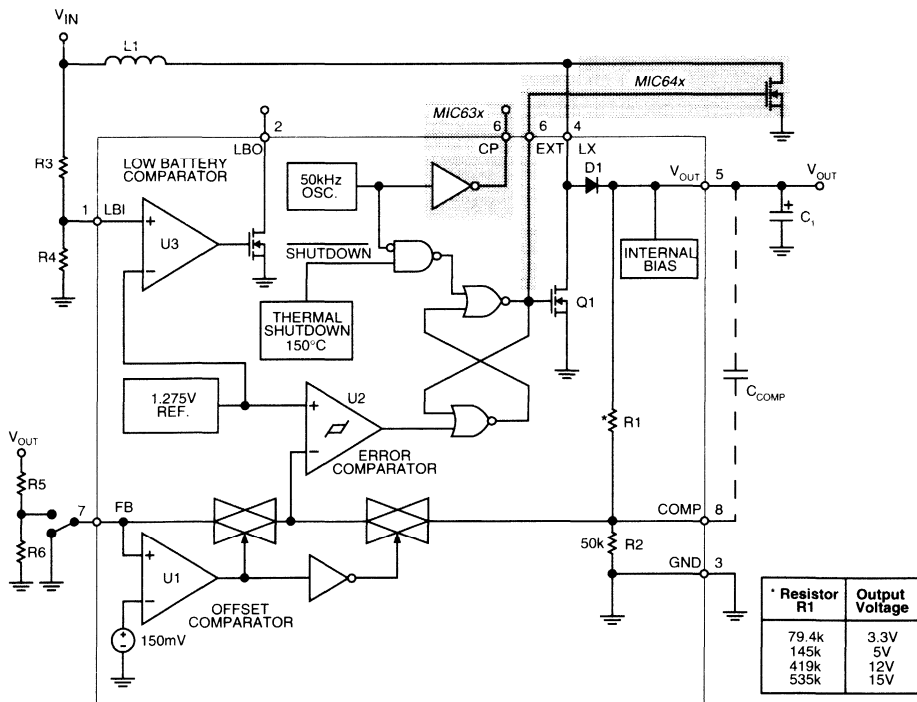 V_IN
L1
MIC64x
MIC63x
2
6
6
4
LBO
CP
EXT
LX
R3
LOW BATTERY
COMPARATOR
50kHz
OSC.
D1
V_OUT
5
V_OUT
1
LBI
+
U3
−
R4
SHUTDOWN
+
C1
INTERNAL
BIAS
THERMAL
SHUTDOWN
150°C
Q1
1.275V
REF.
+
U2
−
ERROR
COMPARATOR
*
R1
C_COMP
V_OUT
R5
7
FB
R6
COMP
8
50k
R2
GND
3
+
U1
−
OFFSET
COMPARATOR
+
−
150mV
* Resistor R1 Output Voltage
79.4k 3.3V
145k 5V
419k 12V
535k 15V